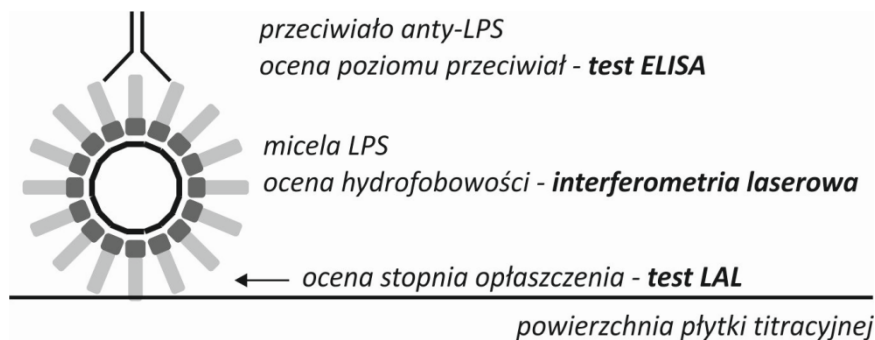 przeciwiało anty-LPS
ocena poziomu przeciwiał - test ELISA
micela LPS
ocena hydrofobowości - interferometria laserowa
ocena stopnia opłaszczenia - test LAL
powierzchnia płytki titracyjnej